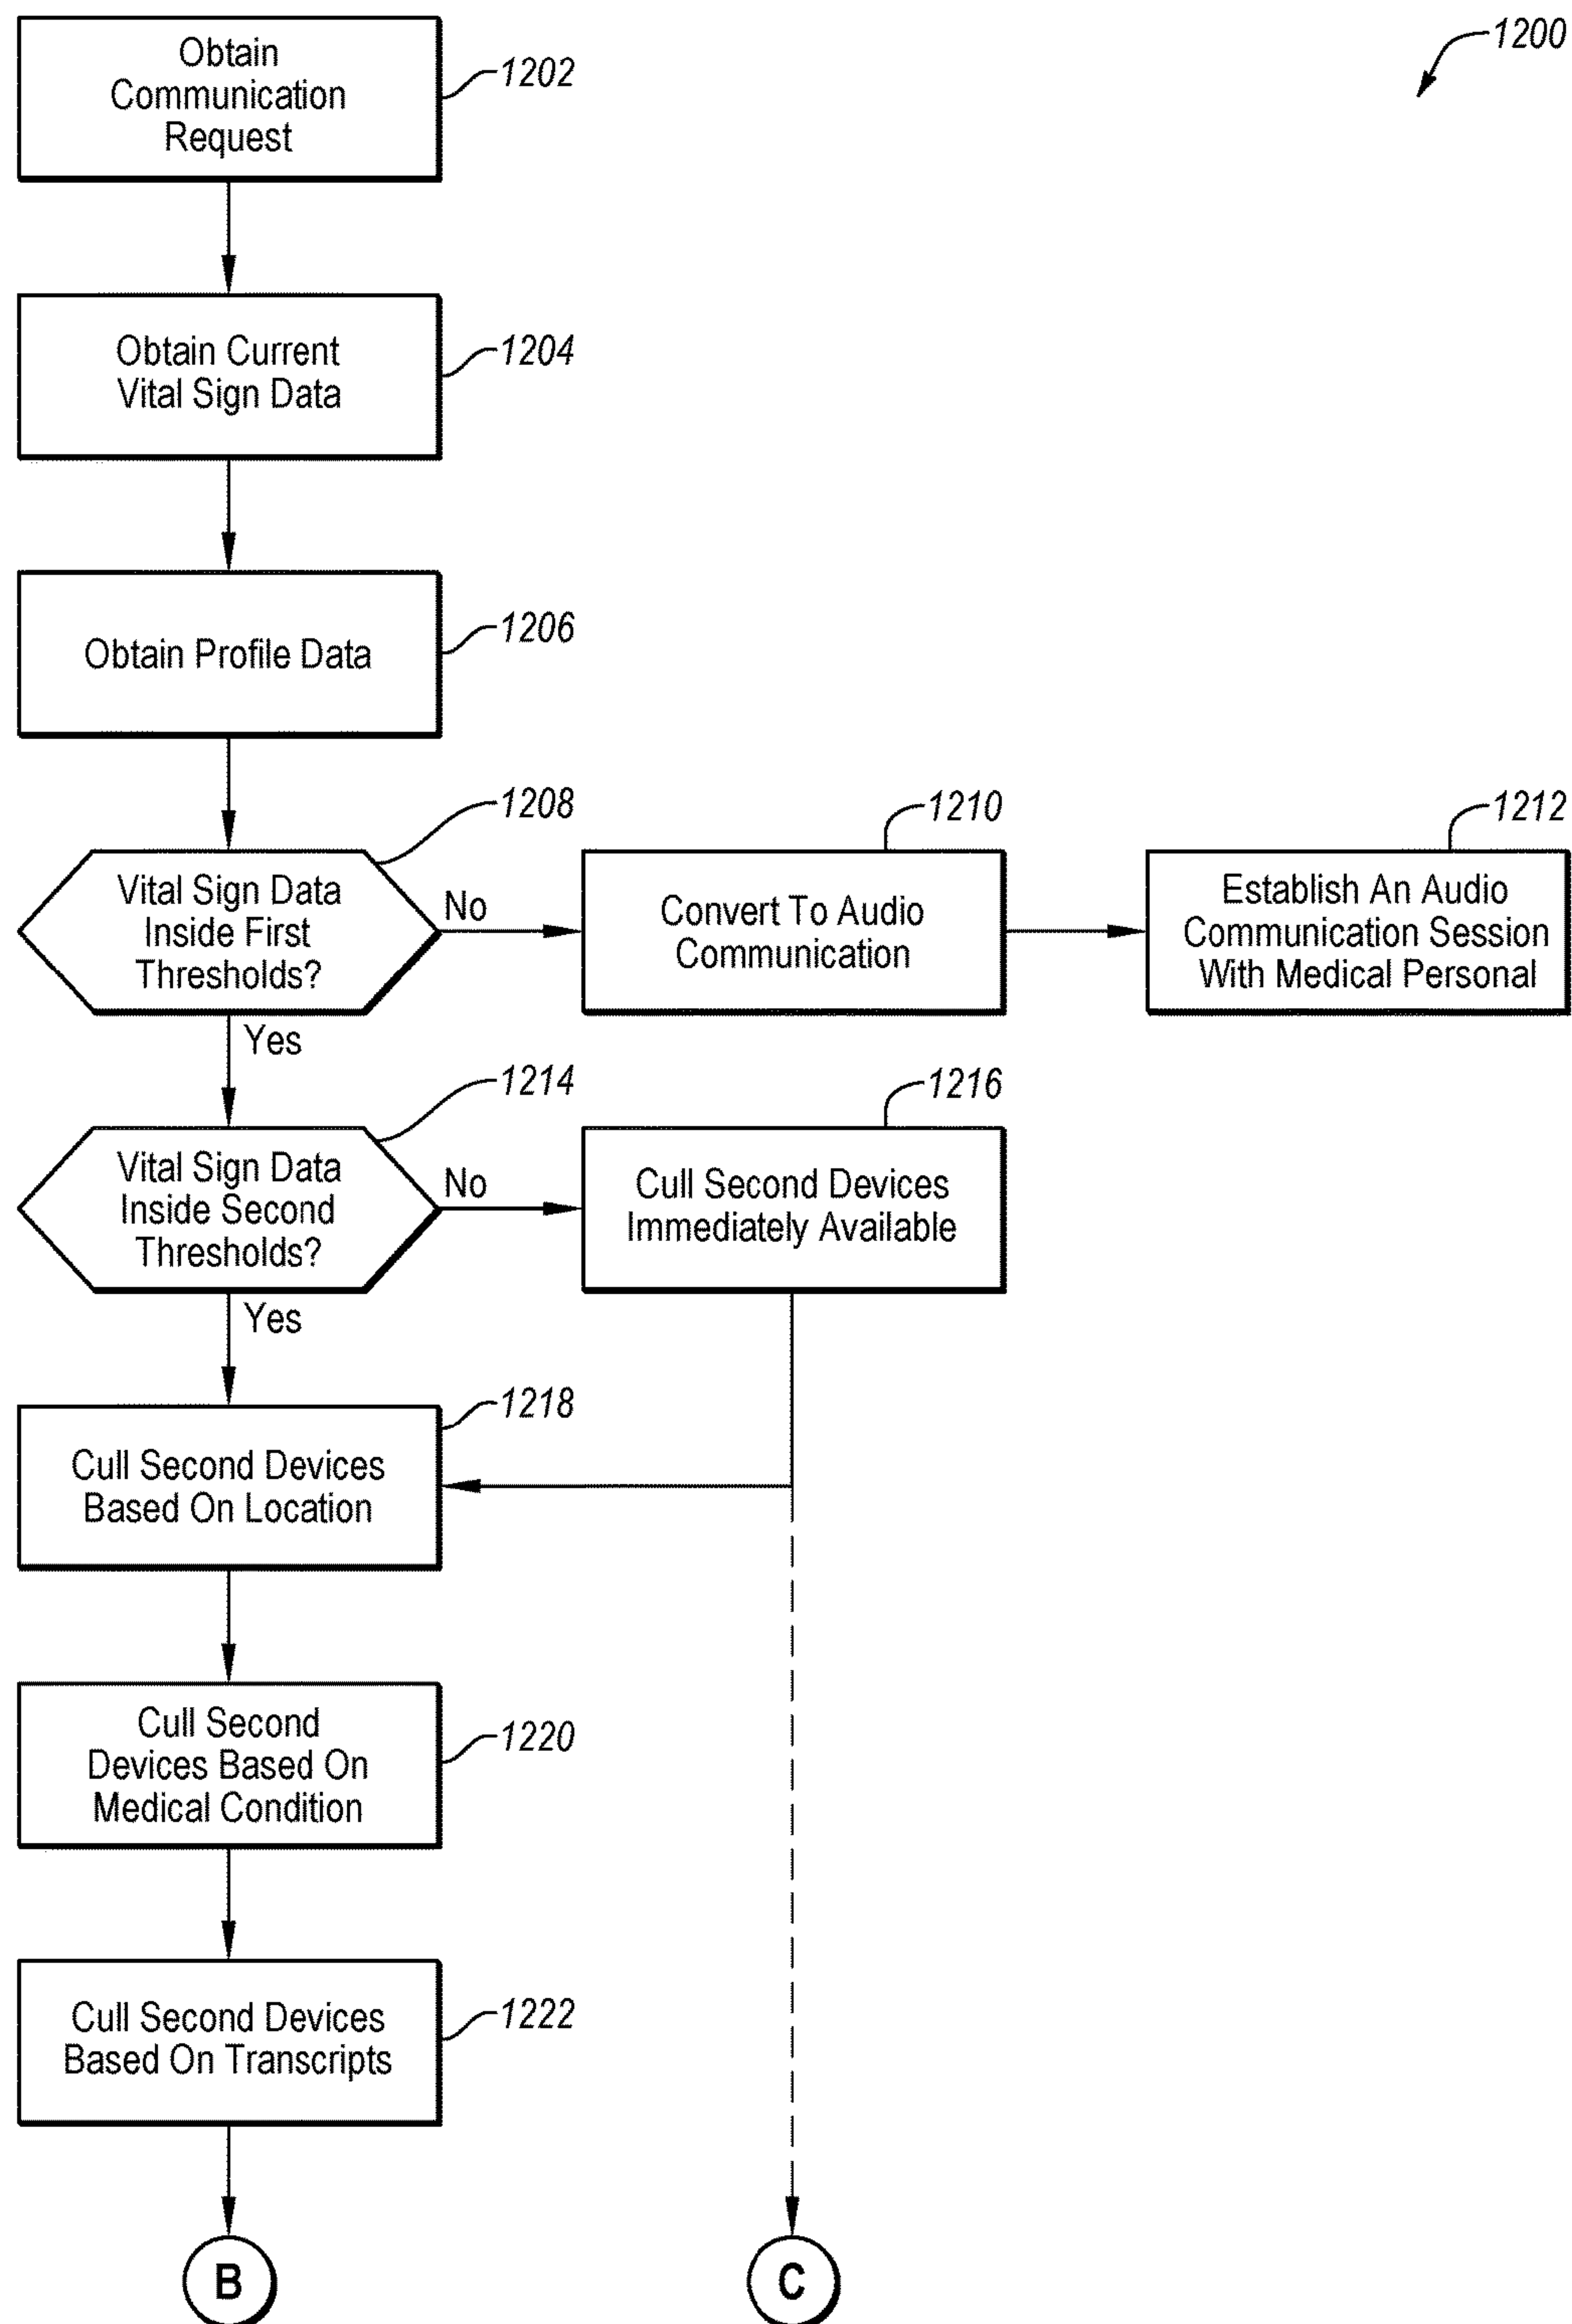 1200
Obtain
Communication
Request
1202
Obtain Current
Vital Sign Data
1204
Obtain Profile Data
1206
Vital Sign Data
Inside First
Thresholds?
1208
No
Yes
Convert To Audio
Communication
1210
Establish An Audio
Communication Session
With Medical Personal
1212
Vital Sign Data
Inside Second
Thresholds?
1214
No
Yes
Cull Second Devices
Immediately Available
1216
Cull Second Devices
Based On Location
1218
Cull Second
Devices Based On
Medical Condition
1220
Cull Second Devices
Based On Transcripts
1222
B
C